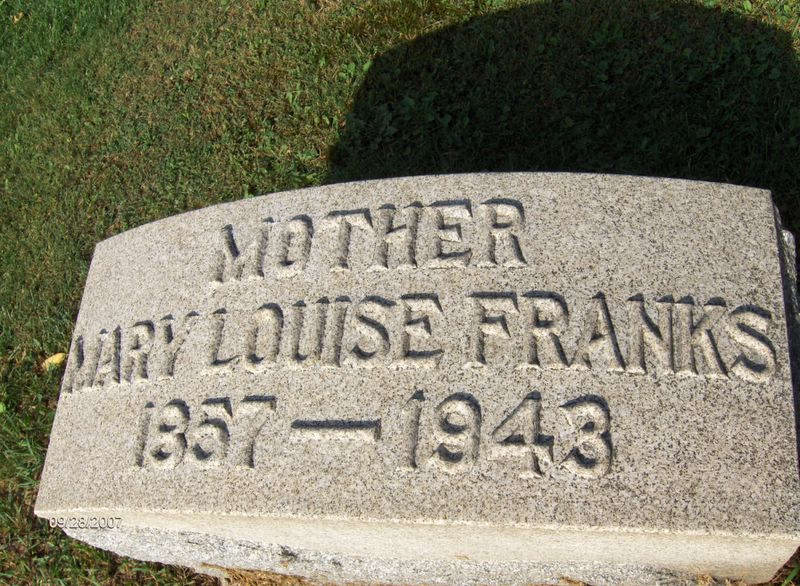 MOTHER
MARY LOUISE FRANKS
1857 — 1943
09/28/2007